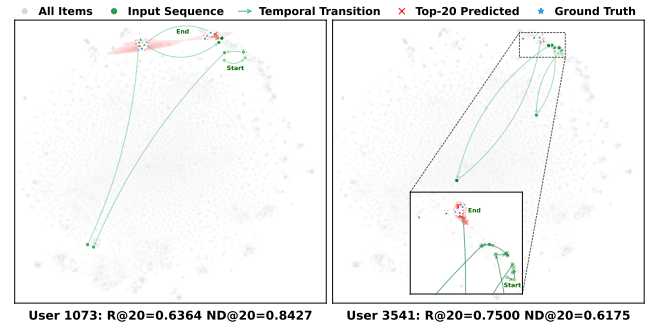 All Items Input Sequence Temporal Transition Top-20 Predicted Ground Truth
End
Start
End
Start
User 1073: R@20=0.6364 ND@20=0.8427
User 3541: R@20=0.7500 ND@20=0.6175